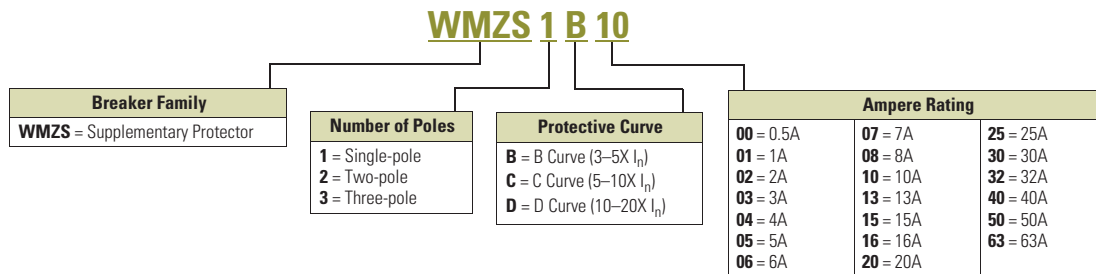 WMZS 1 B 10
Breaker Family
WMZS = Supplementary Protector
Number of Poles
1 = Single-pole
2 = Two-pole
3 = Three-pole
Protective Curve
B = B Curve (3–5X In)
C = C Curve (5–10X In)
D = D Curve (10–20X In)
Ampere Rating
00 = 0.5A
01 = 1A
02 = 2A
03 = 3A
04 = 4A
05 = 5A
06 = 6A
07 = 7A
08 = 8A
10 = 10A
13 = 13A
15 = 15A
16 = 16A
20 = 20A
25 = 25A
30 = 30A
32 = 32A
40 = 40A
50 = 50A
63 = 63A